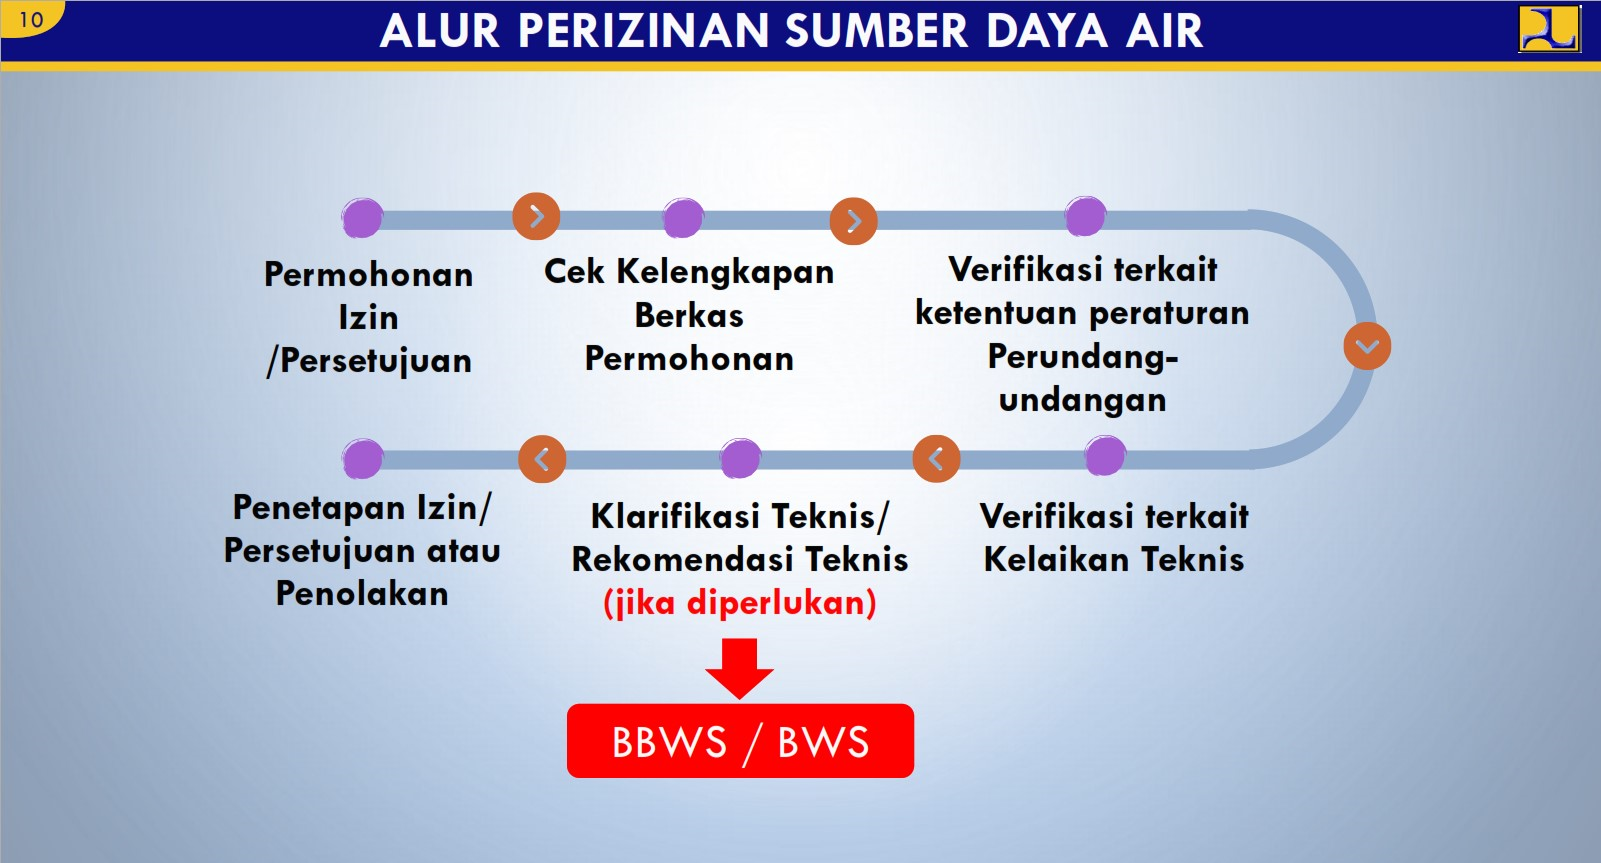 10
ALUR PERIZINAN SUMBER DAYA AIR
Permohonan
Izin
/Persetujuan
Cek Kelengkapan
Berkas
Permohonan
Verifikasi terkait
ketentuan peraturan
Perundang-
undangan
Verifikasi terkait
Kelaikan Teknis
Klarifikasi Teknis/
Rekomendasi Teknis
(jika diperlukan)
BBWS / BWS
Penetapan Izin/
Persetujuan atau
Penolakan